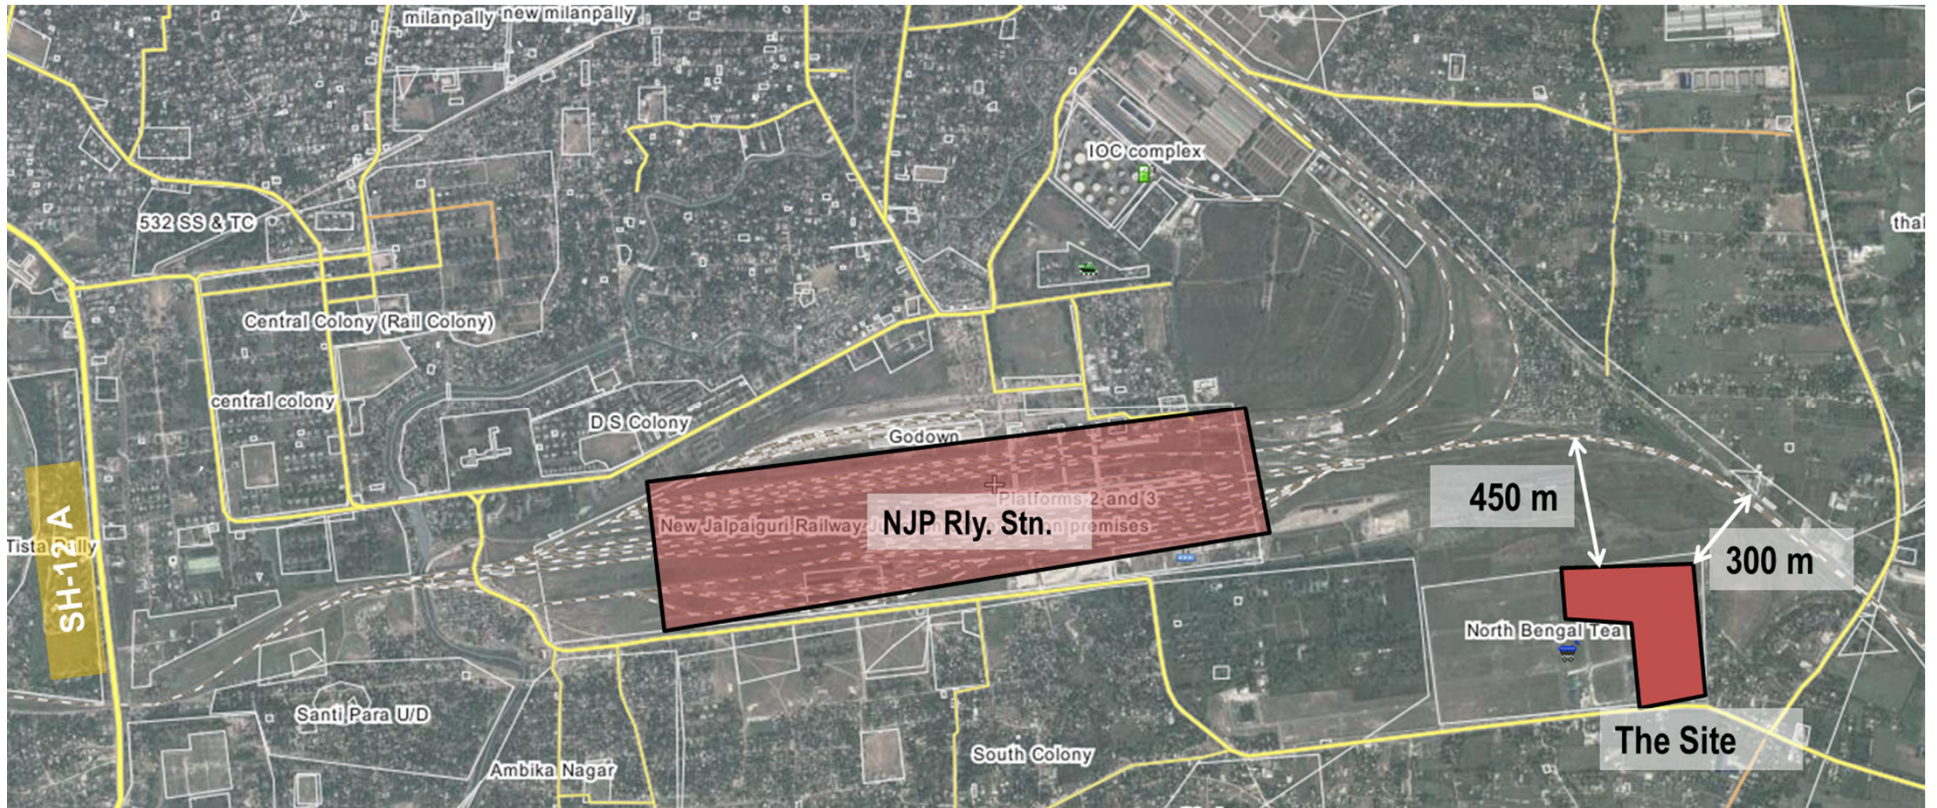 milanpally
new milanpally
IOC complex
532 SS & TC
thal
Central Colony (Rail Colony)
central colony
D S Colony
Godown
Platforms 2 and 3
450 m
New Jalpaiguri Railway
premises
NJP Rly. Stn.
SH-12 A
Tista
300 m
North Bengal Tea
Santi Para U/D
The Site
South Colony
Ambika Nagar